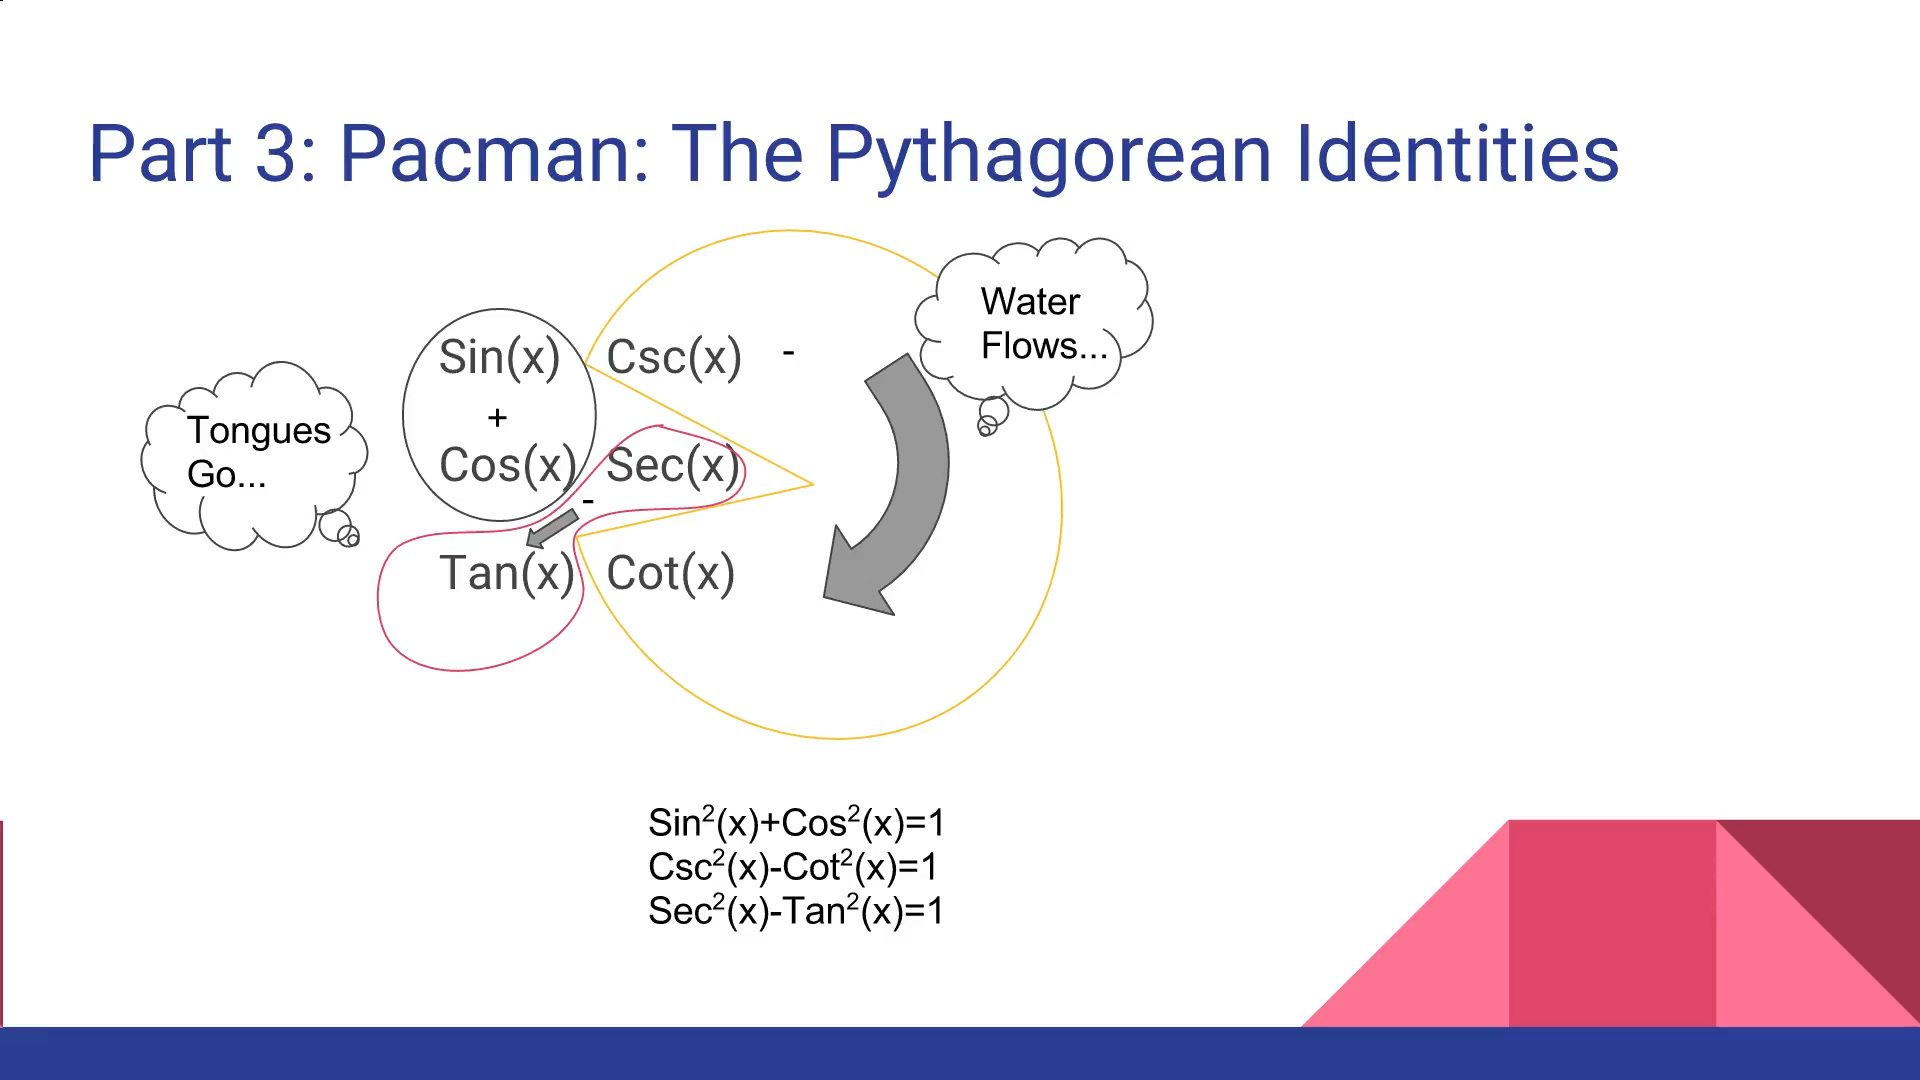 Part 3: Pacman: The Pythagorean Identities
Water
Flows...
Sin(x) Csc(x) -
+
Tongues
Go...
Cos(x) Sec(x)
-
Tan(x) Cot(x)
Sin²(x)+Cos²(x)=1
Csc²(x)-Cot²(x)=1
Sec²(x)-Tan²(x)=1